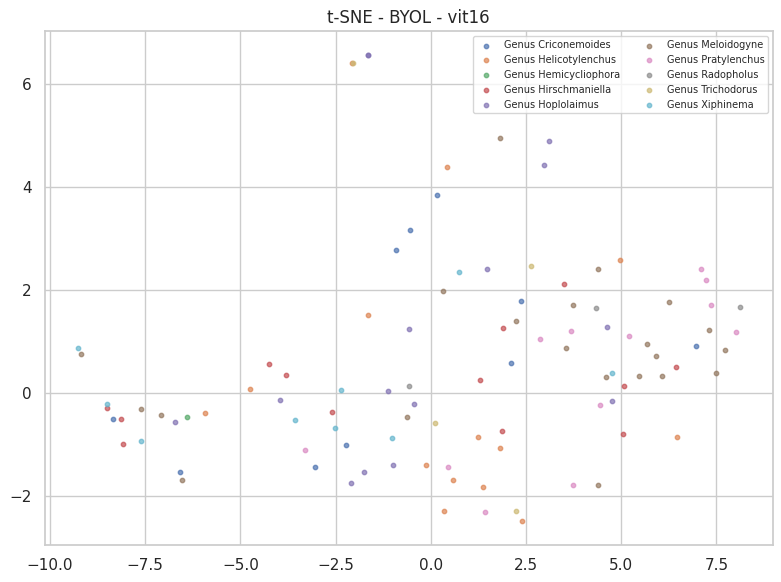 t-SNE - BYOL - vit16
Genus Criconemoides
Genus Helicotylenchus
Genus Hemicycliophora
Genus Hirschmaniella
Genus Hoplolaimus
Genus Meloidogyne
Genus Pratylenchus
Genus Radopholus
Genus Trichodorus
Genus Xiphinema
6
4
2
0
−2
−10.0 −7.5 −5.0 −2.5 0.0 2.5 5.0 7.5